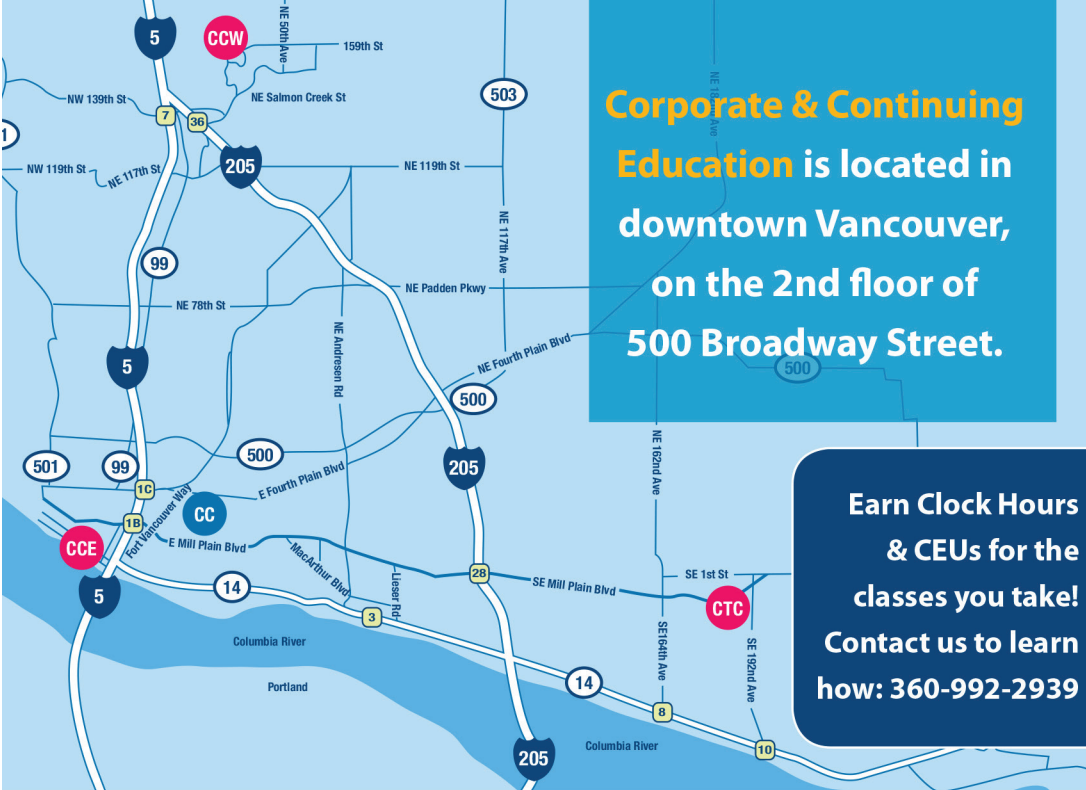 5
CCW
NE 50th Ave
159th St
503
NW 139th St
NE Salmon Creek St
7
36
1
NW 119th St
NE 117th St
205
NE 119th St
99
NE 117th Ave
NE 78th St
NE Padden Pkwy
NE Andresen Rd
5
NE Fourth Plain Blvd
500
500
501
99
500
205
NE 162nd Ave
1C
E Fourth Plain Blvd
Fort Vancouver Way
CC
1B
CCE
E Mill Plain Blvd
MacArthur Blvd
Lieser Rd
28
SE Mill Plain Blvd
SE 1st St
CTC
5
14
3
Columbia River
Portland
SE164th Ave
SE 192nd Ave
14
8
10
Columbia River
205
Corporate & Continuing
Education is located in
downtown Vancouver,
on the 2nd floor of
500 Broadway Street.
Earn Clock Hours
& CEUs for the
classes you take!
Contact us to learn
how: 360-992-2939